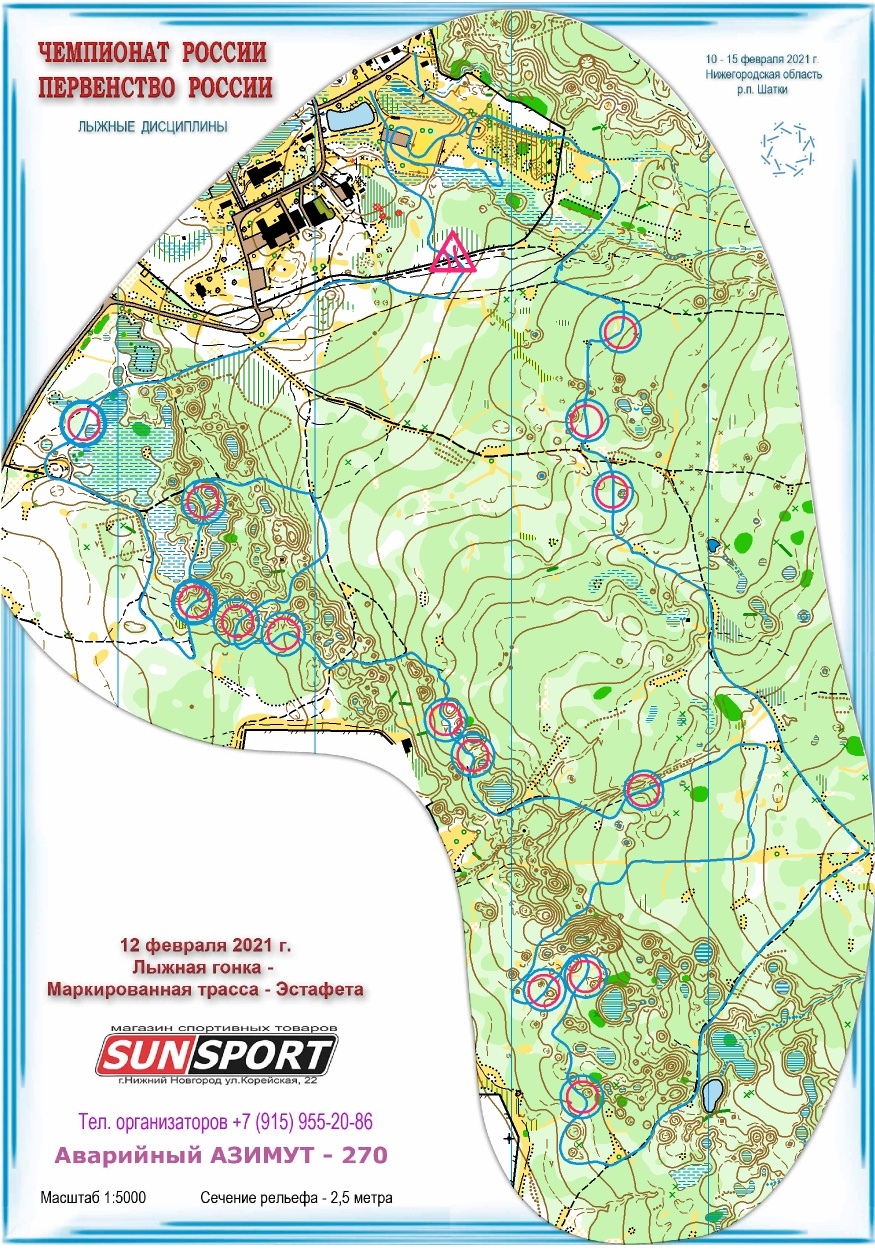 ЧЕМПИОНАТ РОССИИ
ПЕРВЕНСТВО РОССИИ
ЛЫЖНЫЕ ДИСЦИПЛИНЫ
10 - 15 февраля 2021 г.
Нижегородская область
р.п. Шатки
12 февраля 2021 г.
Лыжная гонка -
Маркированная трасса - Эстафета
магазин спортивных товаров
SUNSPORT
г.Нижний Новгород ул.Корейская, 22
Тел. организаторов +7 (915) 955-20-86
Аварийный АЗИМУТ - 270
Масштаб 1:5000 Сечение рельефа - 2,5 метра